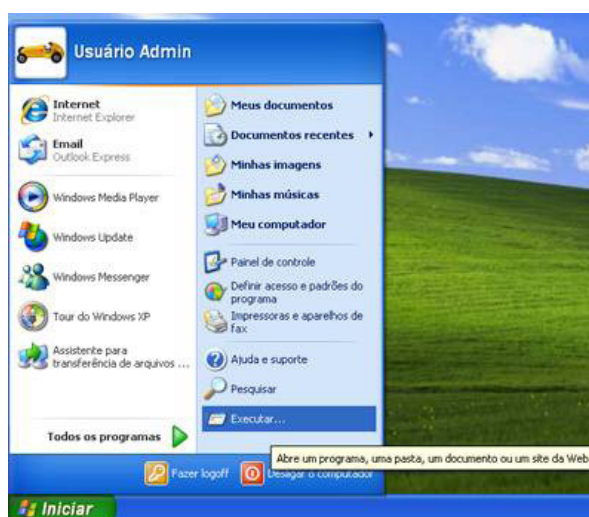 Usuário Admin
Internet
Internet Explorer
Email
Outlook Express
Windows Media Player
Windows Update
Windows Messenger
Tour do Windows XP
Assistente para
transferência de arquivos ...
Todos os programas
Meus documentos
Documentos recentes
Minhas imagens
Minhas músicas
Meu computador
Painel de controle
Definir acesso e padrões do
programa
Impressoras e aparelhos de
fax
Ajuda e suporte
Pesquisar
Executar...
Abre um programa, uma pasta, um documento ou um site da Web
Fazer logoff
Desligar o computador
Iniciar